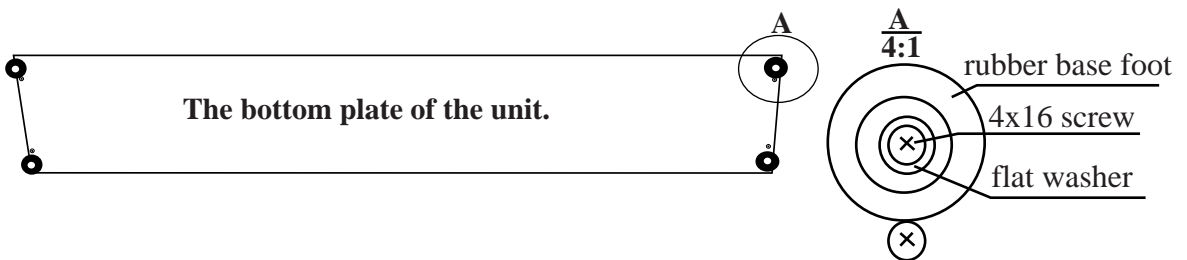 A
The bottom plate of the unit.
A
4:1
rubber base foot
4x16 screw
flat washer